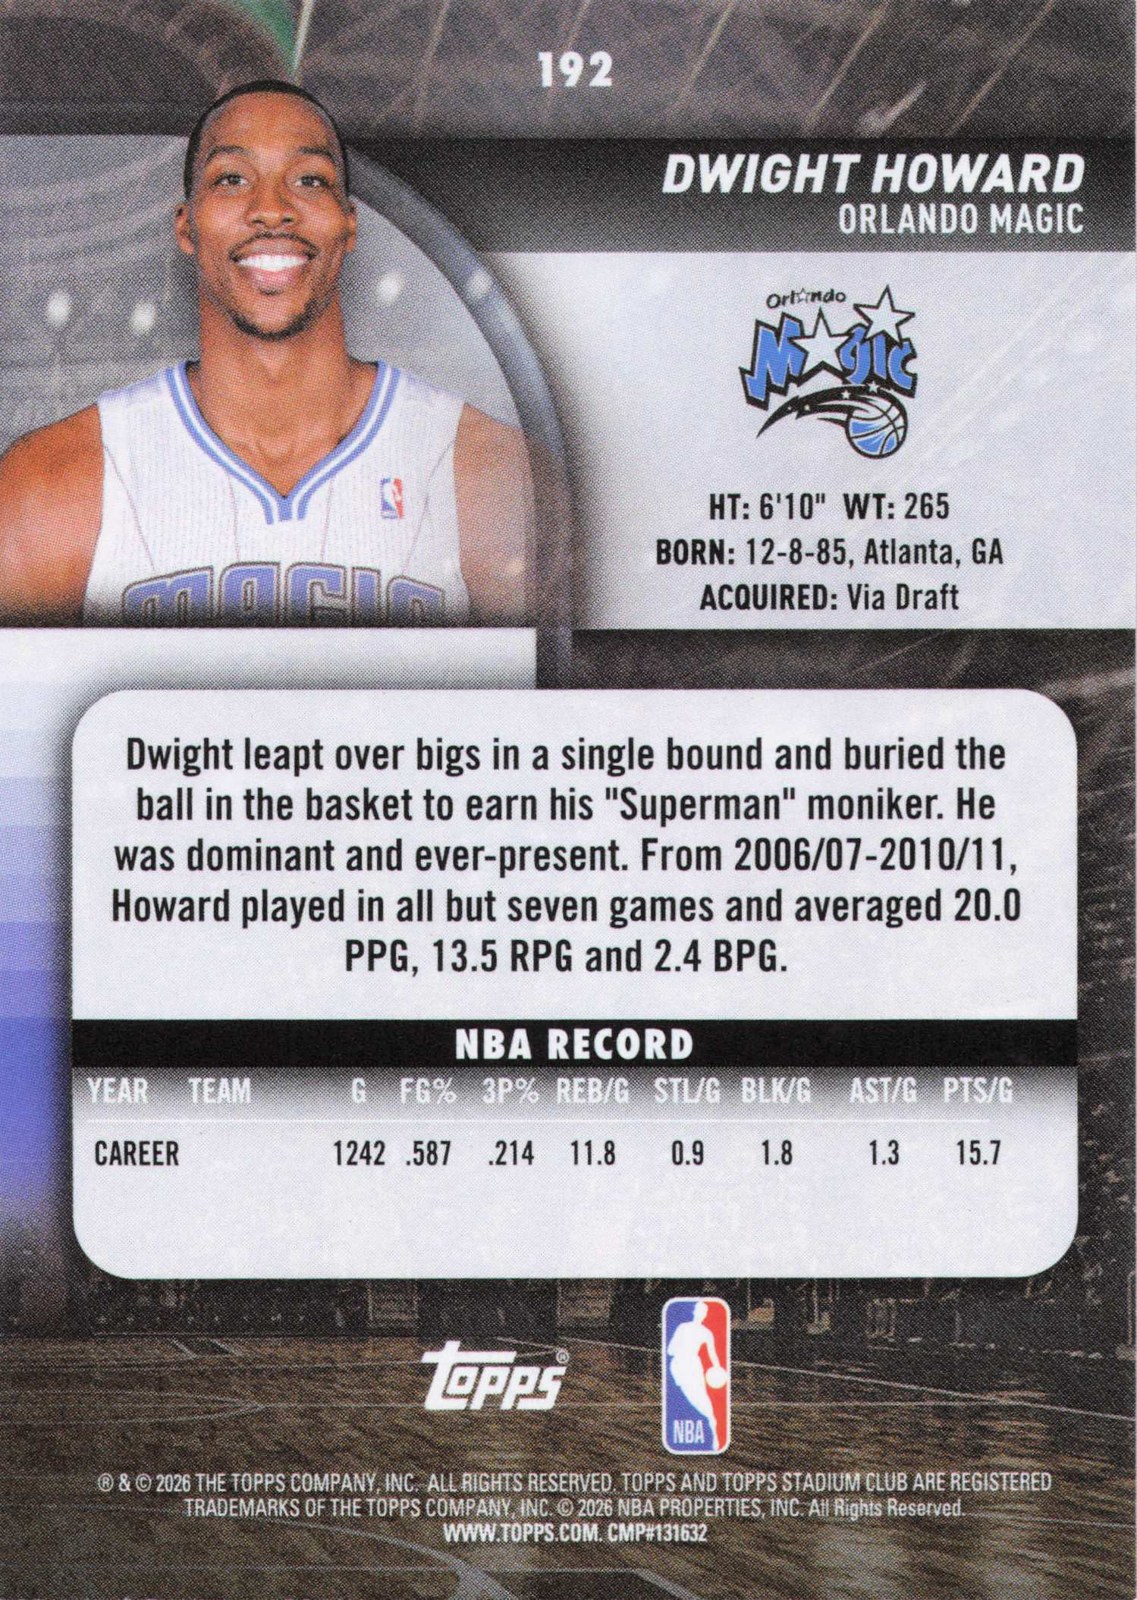 192
DWIGHT HOWARD
ORLANDO MAGIC
Orlando
Magic
HT: 6'10" WT: 265
BORN: 12-8-85, Atlanta, GA
ACQUIRED: Via Draft
MAGIC
Dwight leapt over bigs in a single bound and buried the
ball in the basket to earn his "Superman" moniker. He
was dominant and ever-present. From 2006/07-2010/11,
Howard played in all but seven games and averaged 20.0
PPG, 13.5 RPG and 2.4 BPG.
NBA RECORD
YEAR TEAM G FG% 3P% REB/G STL/G BLK/G AST/G PTS/G
CAREER 1242 .587 .214 11.8 0.9 1.8 1.3 15.7
topps®
NBA
® & © 2026 THE TOPPS COMPANY, INC. ALL RIGHTS RESERVED. TOPPS AND TOPPS STADIUM CLUB ARE REGISTERED
TRADEMARKS OF THE TOPPS COMPANY, INC. © 2026 NBA PROPERTIES, INC. All Rights Reserved.
WWW.TOPPS.COM. CMP#131632